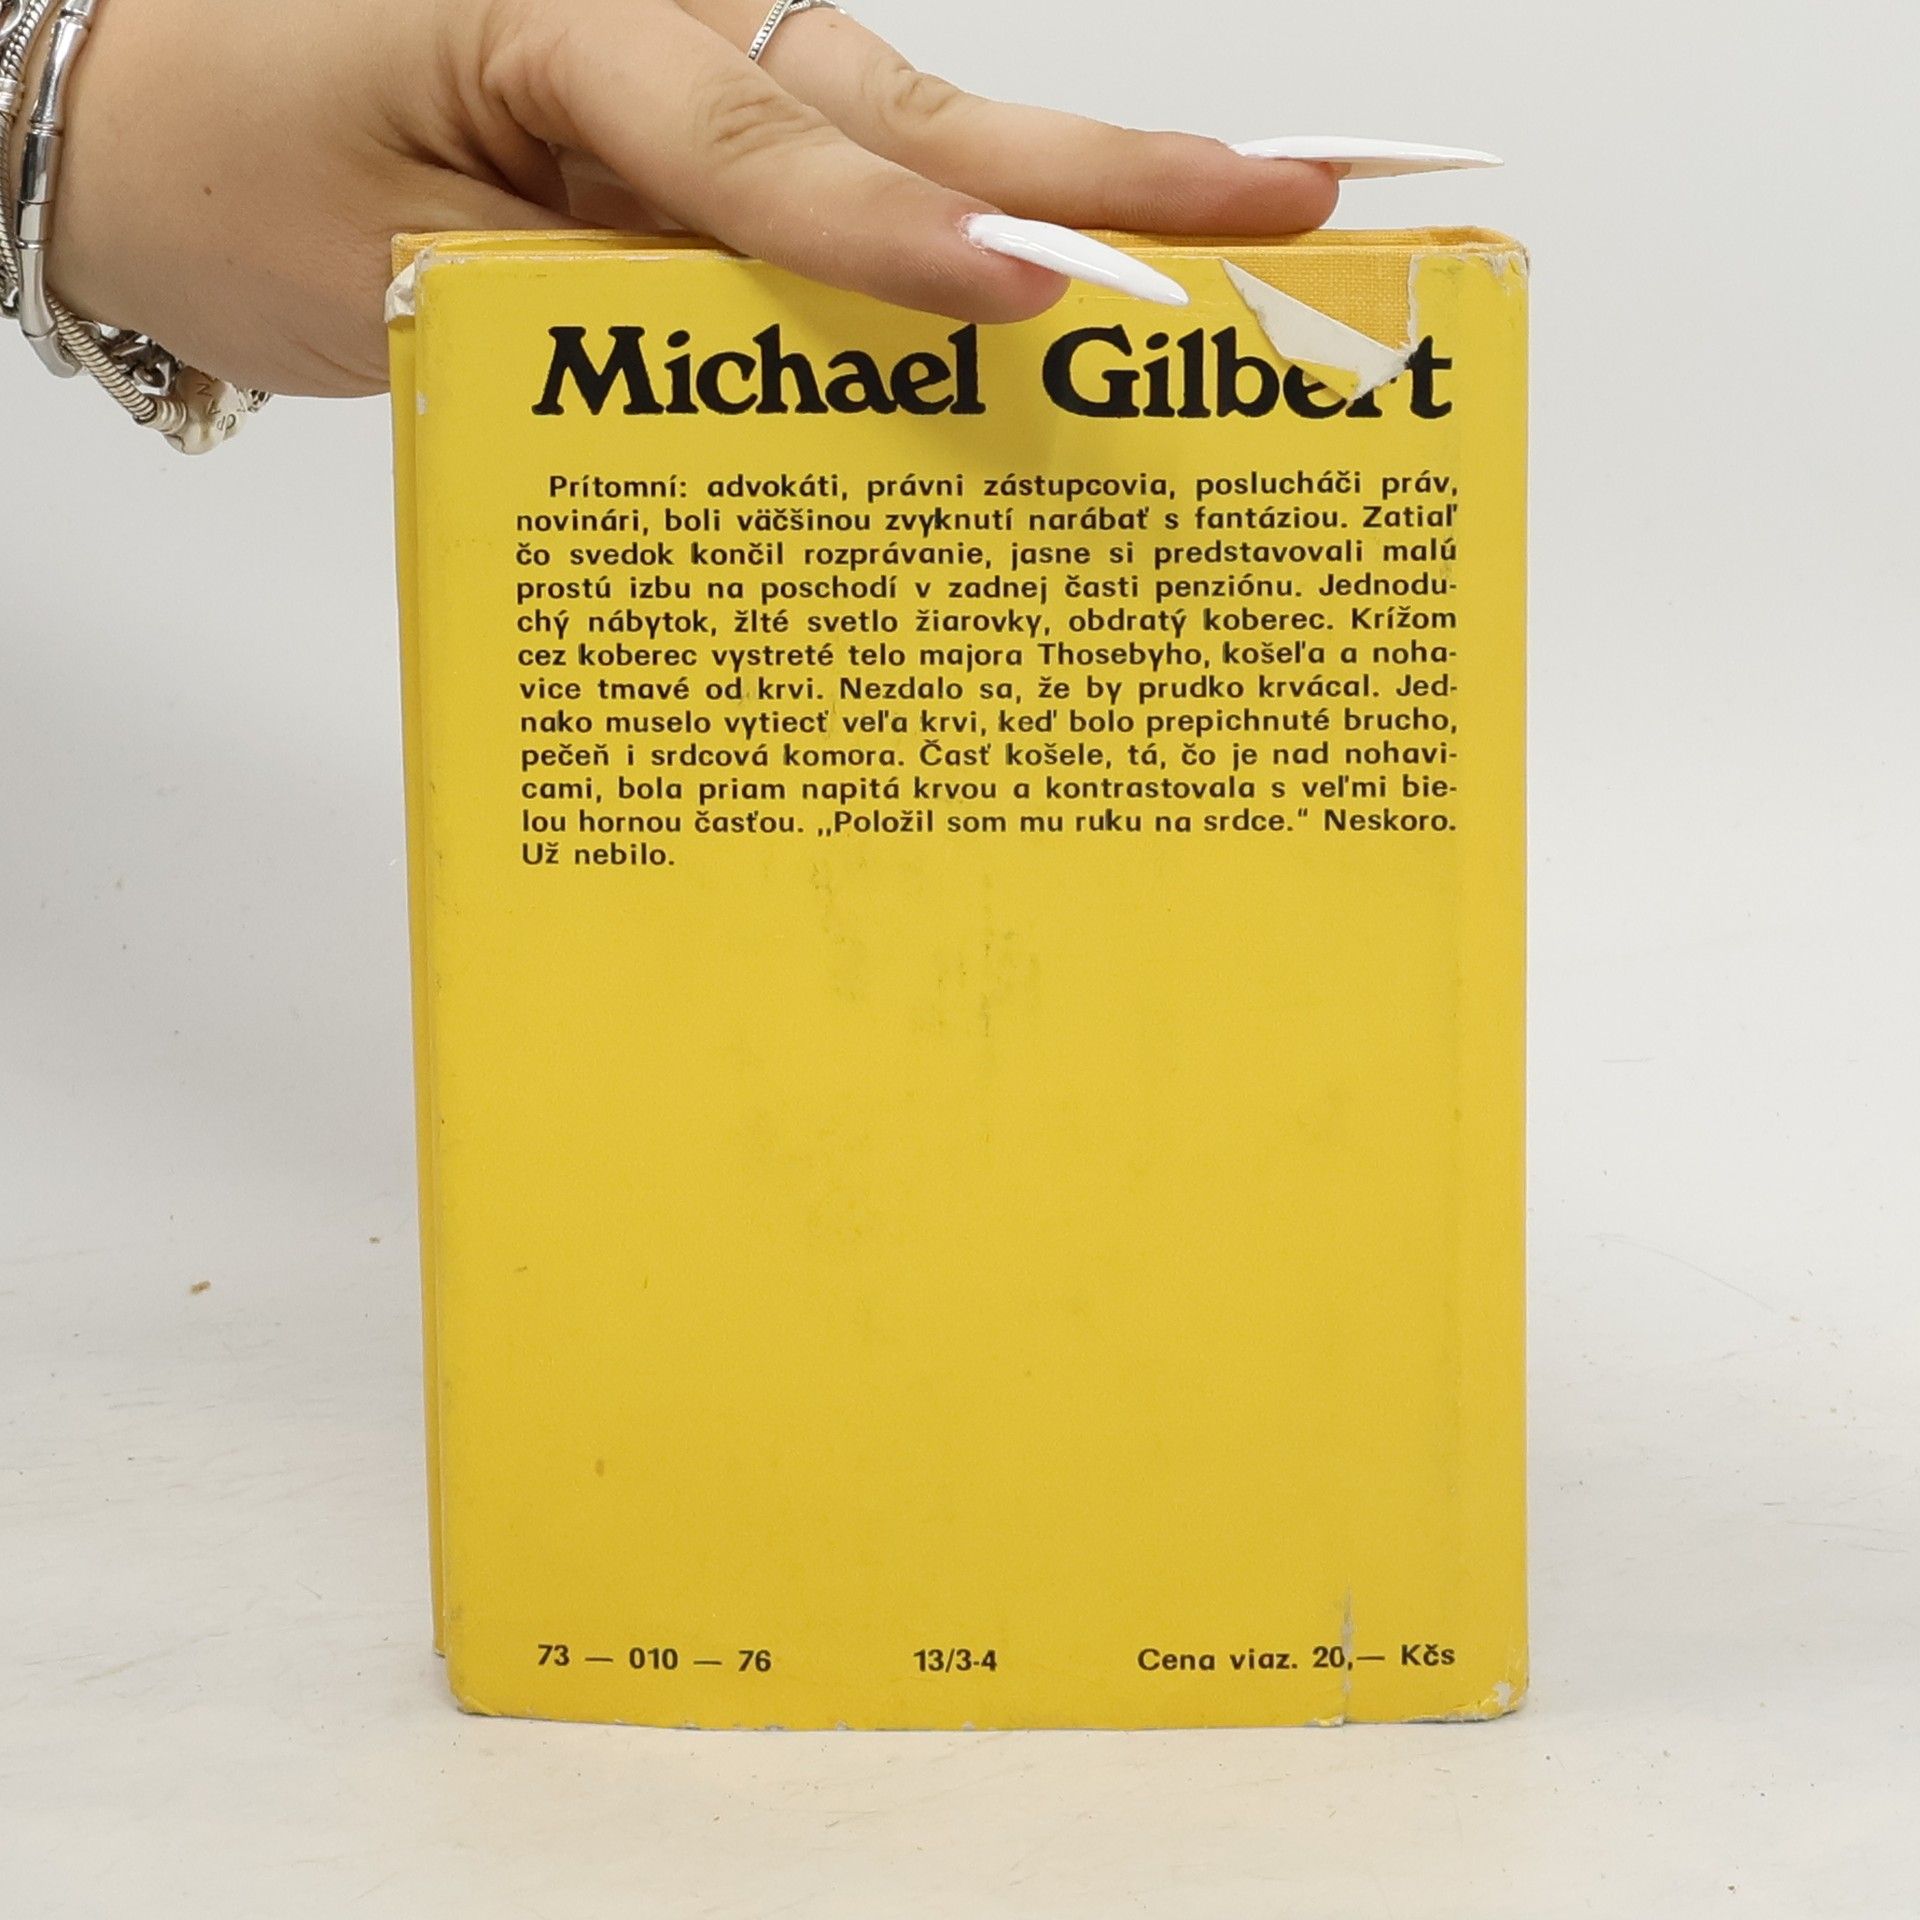 Michael Gilbert
Prítomní: advokáti, právni zástupcovia, poslucháči práv,
novinári, boli väčšinou zvyknutí narábať s fantáziou. Zatiaľ
čo svedok končil rozprávanie, jasne si predstavovali malú
prostú izbu na poschodí v zadnej časti penziónu. Jednodu-
chý nábytok, žlté svetlo žiarovky, obdratý koberec. Krížom
cez koberec vystreté telo majora Thosebyho, košeľa a noha-
vice tmavé od krvi. Nezdalo sa, že by prudko krvácal. Jed-
nako muselo vytiecť veľa krvi, keď bolo prepichnuté brucho,
pečeň i srdcová komora. Časť košele, tá, čo je nad nohavi-
cami, bola priam napitá krvou a kontrastovala s veľmi bie-
lou hornou časťou. „Položil som mu ruku na srdce.“ Neskoro.
Už nebilo.
73 — 010 — 76 13/3-4 Cena viaz. 20,— Kčs